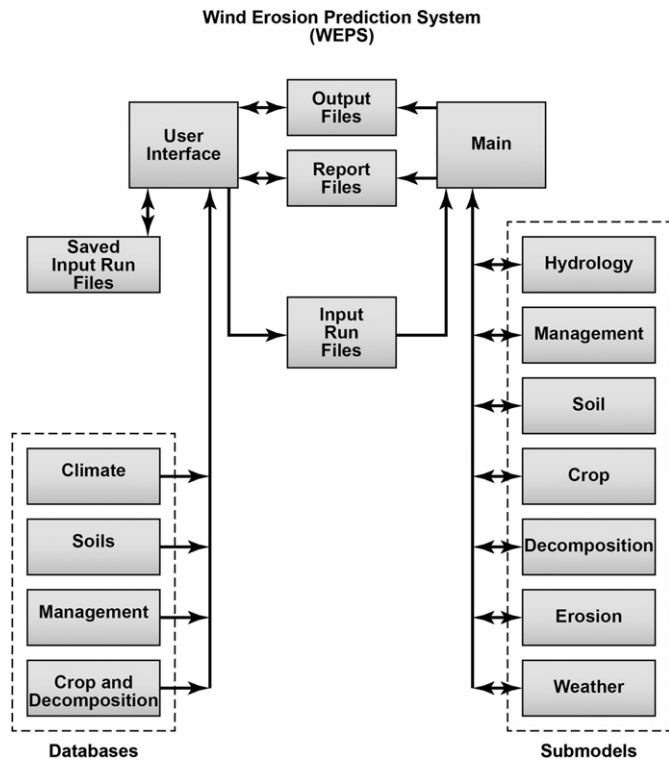 Wind Erosion Prediction System
(WEPS)
User
Interface
Output
Files
Main
Report
Files
Saved
Input Run
Files
Input
Run
Files
Hydrology
Management
Soil
Crop
Decomposition
Erosion
Weather
Submodels
Climate
Soils
Management
Crop and
Decomposition
Databases